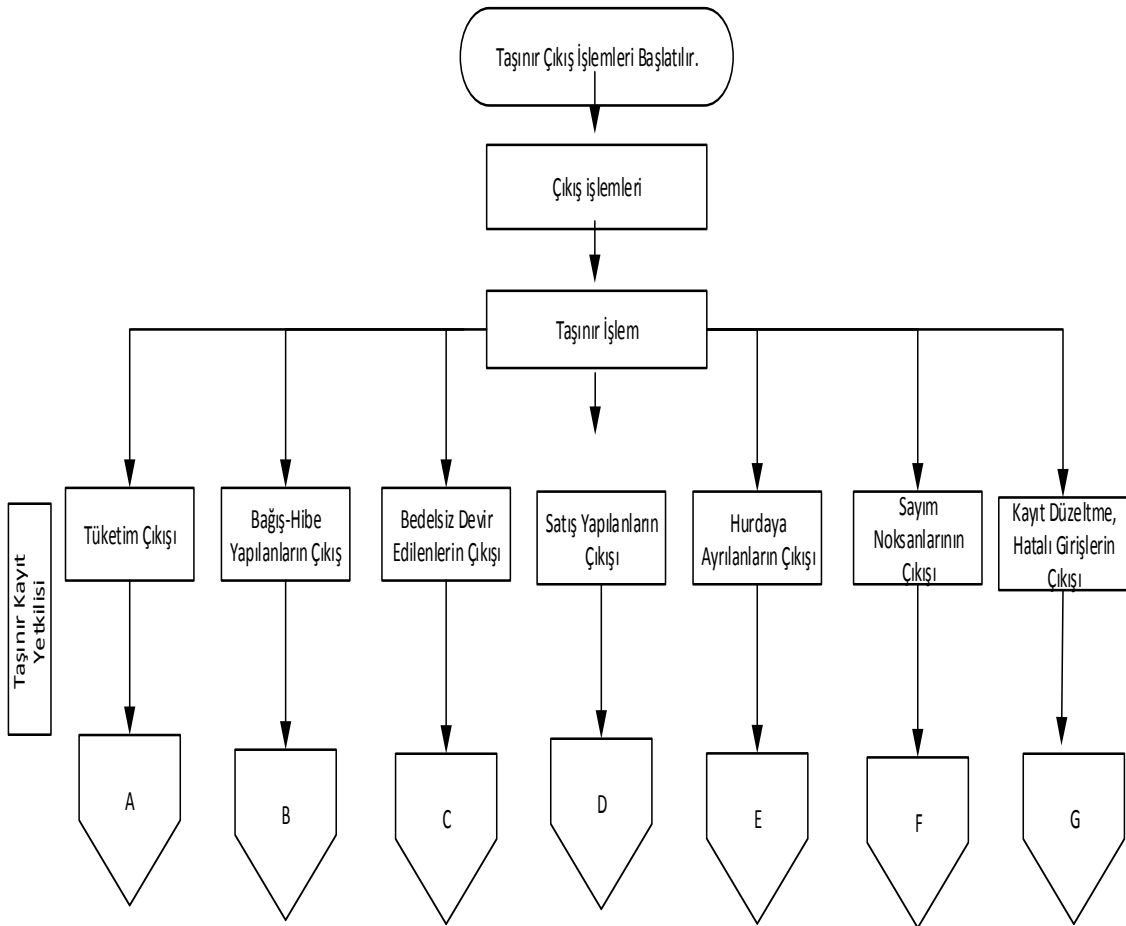 Taşınır Çıkış İşlemleri Başlatılır.
Çıkış işlemleri
Taşınır İşlem
Taşınır Kayıt
Yetkilisi
Tüketim Çıkışı
Bağış-Hibe
Yapılanların Çıkış
Bedelsiz Devir
Edilenlerin Çıkışı
Satış Yapılanların
Çıkışı
Hurdaya
Ayrılanların Çıkışı
Sayım
Noksanlarının
Çıkışı
Kayıt Düzeltme,
Hatalı Girişlerin
Çıkışı
A
B
C
D
E
F
G